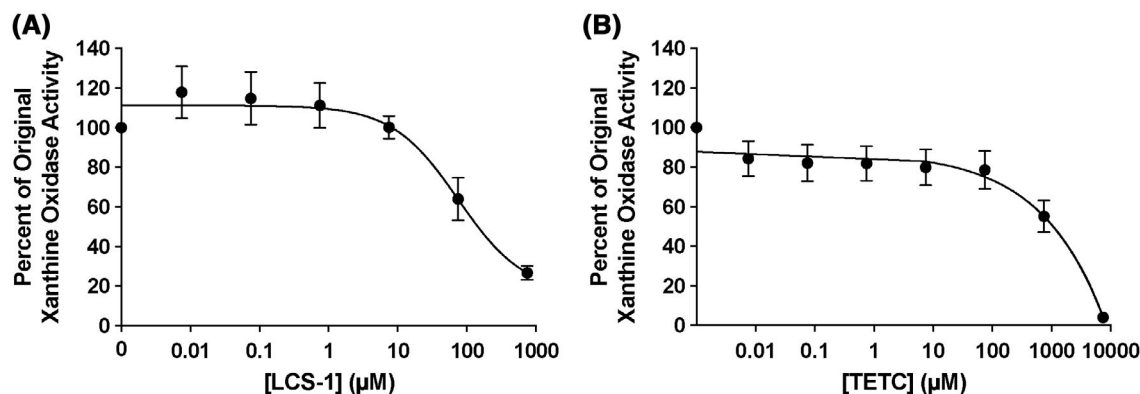 (A)
Percent of Original
Xanthine Oxidase Activity
140
120
100
80
60
40
20
0
0 0.01 0.1 1 10 100 1000
[LCS-1] (µM)
(B)
Percent of Original
Xanthine Oxidase Activity
140
120
100
80
60
40
20
0
0.01 0.1 1 10 100 1000 10000
[TETC] (µM)